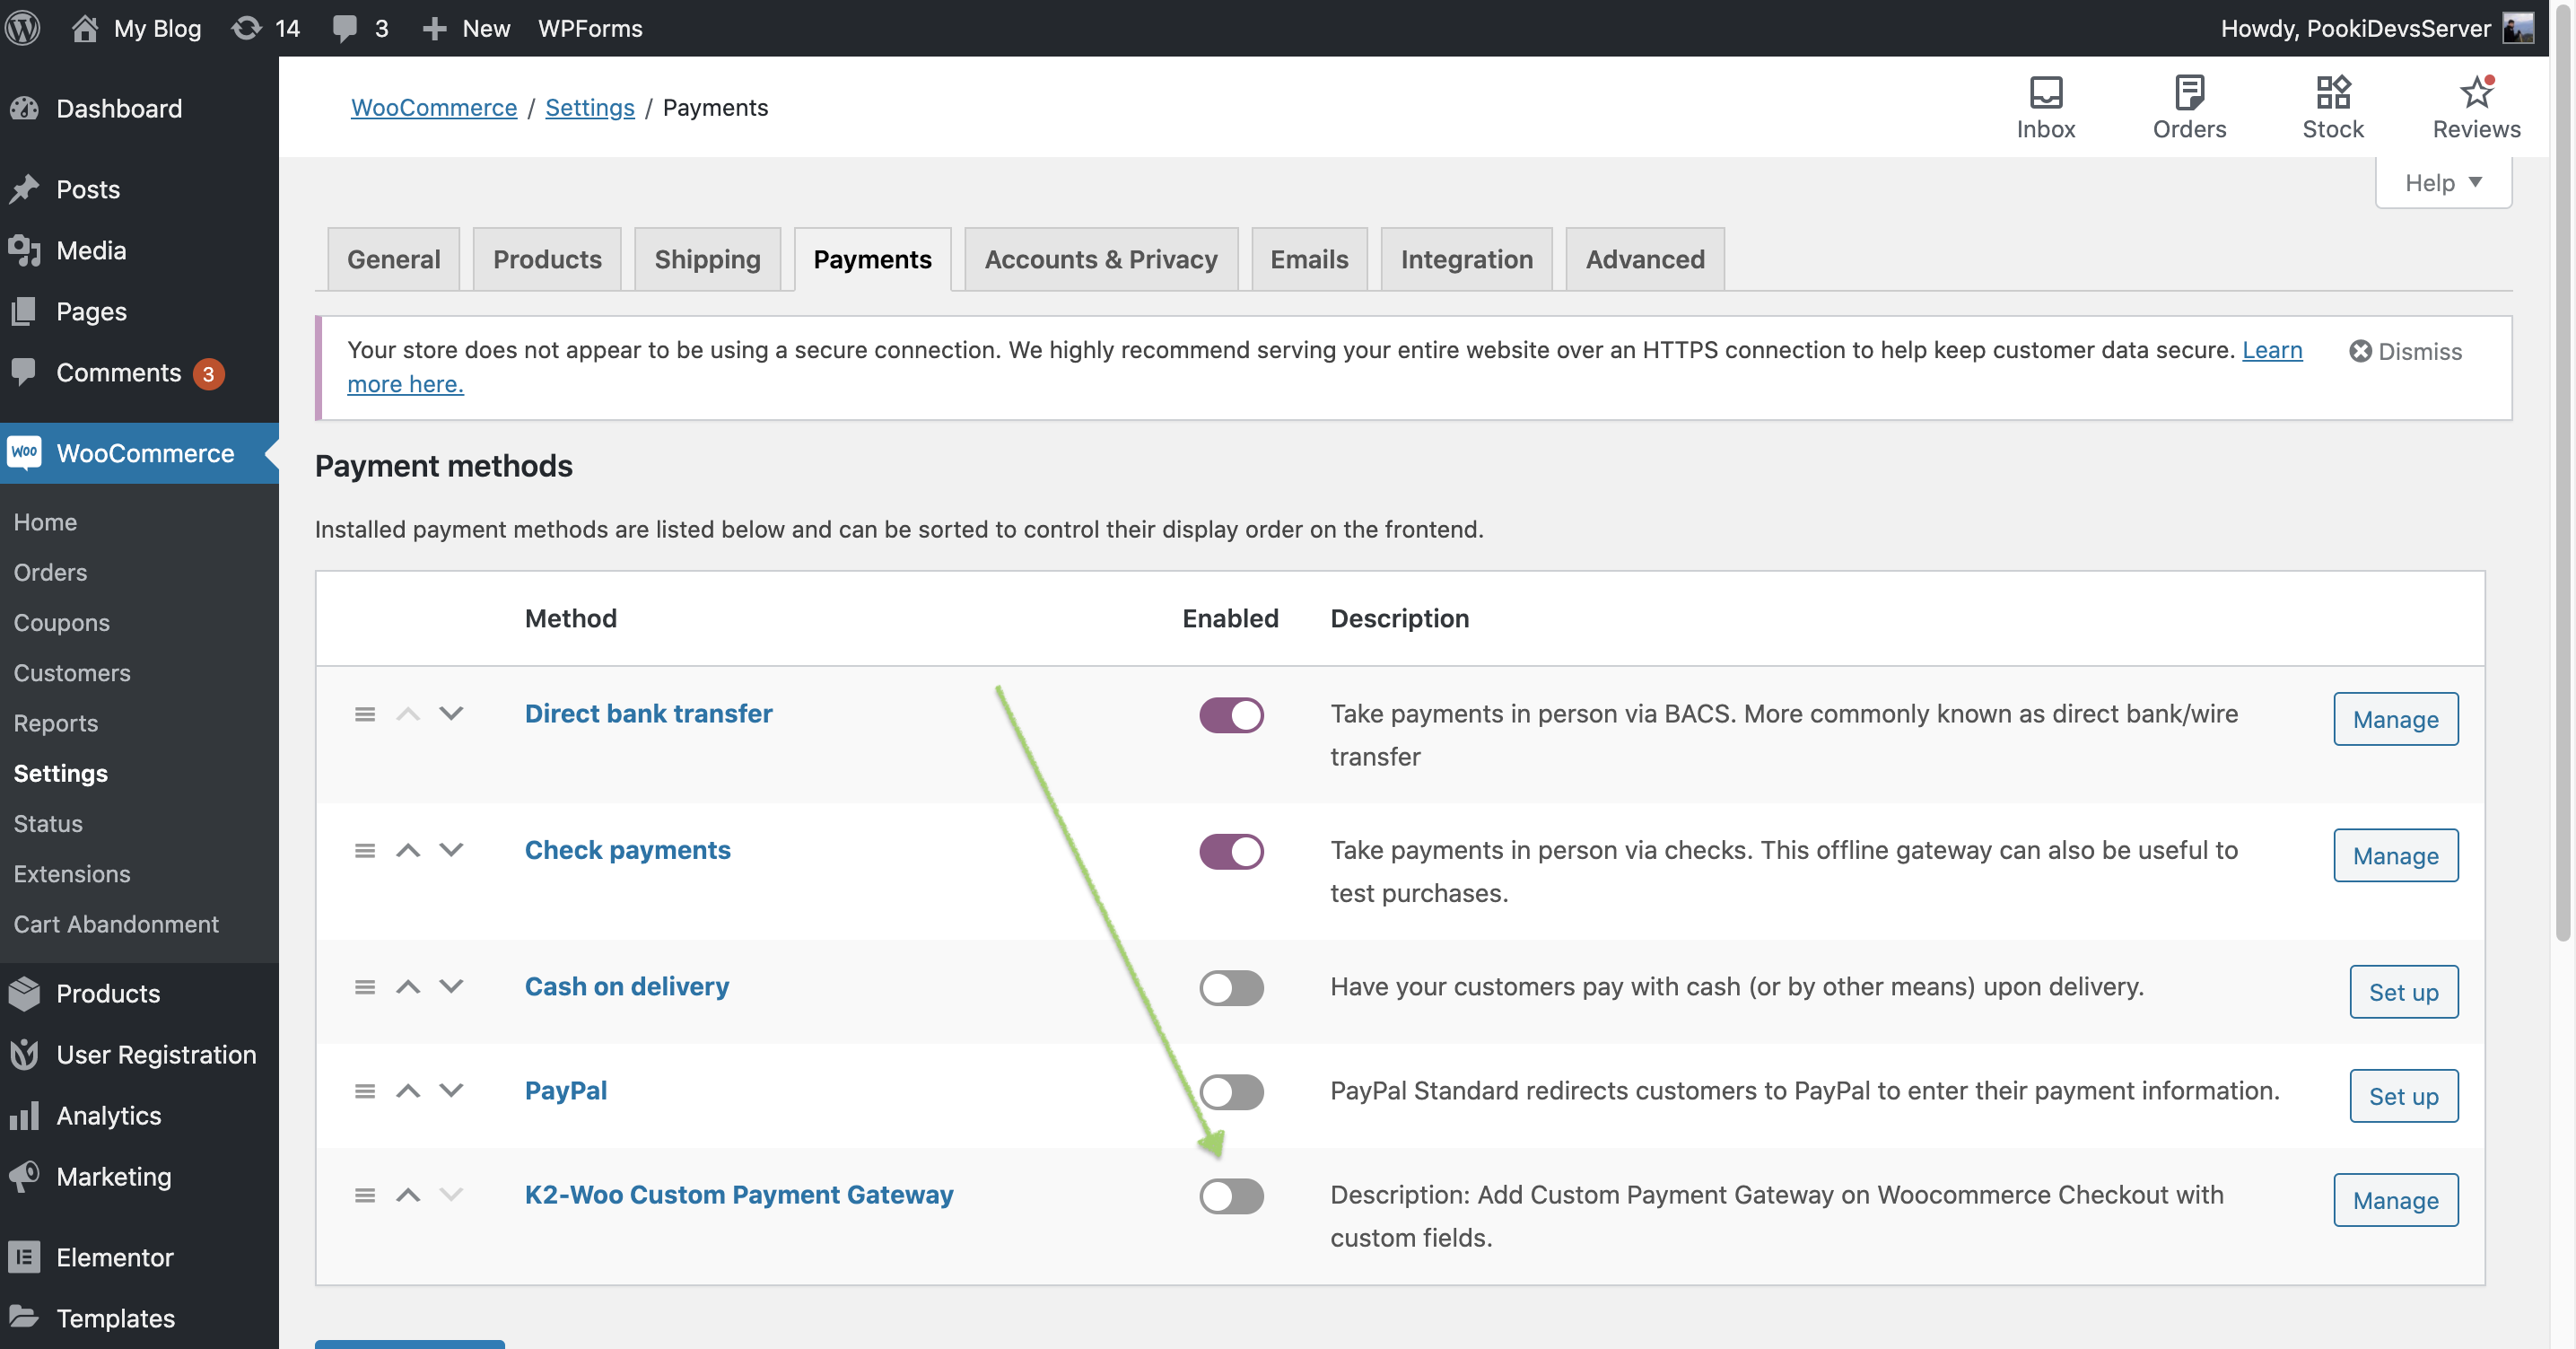 My Blog 14 3 New WPForms Howdy, PookiDevsServer
Dashboard
Posts
Media
Pages
Comments 3
Woo WooCommerce
Home
Orders
Coupons
Customers
Reports
Settings
Status
Extensions
Cart Abandonment
Products
User Registration
Analytics
Marketing
Elementor
Templates
WooCommerce / Settings / Payments
Inbox Orders Stock Reviews
Help
General Products Shipping Payments Accounts & Privacy Emails Integration Advanced
Your store does not appear to be using a secure connection. We highly recommend serving your entire website over an HTTPS connection to help keep customer data secure. Learn
more here.
Dismiss
Payment methods
Installed payment methods are listed below and can be sorted to control their display order on the frontend.
Method Enabled Description
Direct bank transfer Take payments in person via BACS. More commonly known as direct bank/wire
transfer
Manage
Check payments Take payments in person via checks. This offline gateway can also be useful to
test purchases.
Manage
Cash on delivery Have your customers pay with cash (or by other means) upon delivery. Set up
PayPal PayPal Standard redirects customers to PayPal to enter their payment information. Set up
K2-Woo Custom Payment Gateway Description: Add Custom Payment Gateway on Woocommerce Checkout with
custom fields.
Manage